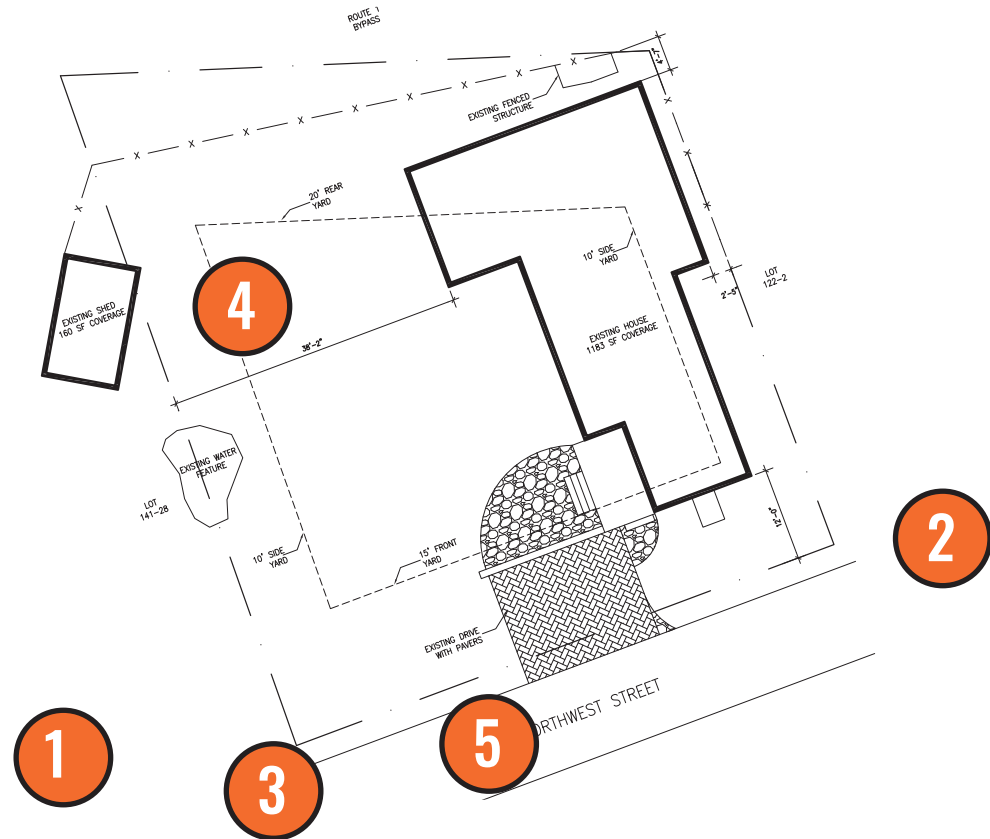 ROUTE 1
BYPASS
EXISTING FENCED
STRUCTURE
20' REAR
YARD
10' SIDE
YARD
LOT
122-2
2'-5"
EXISTING SHED
160 SF COVERAGE
4
38'-2"
EXISTING HOUSE
1183 SF COVERAGE
EXISTING WATER
FEATURE
LOT
141-28
10' SIDE
YARD
15' FRONT
YARD
12'-0"
2
EXISTING DRIVE
WITH PAVERS
ORTHWEST STREET
1
3
5
X X X X X X X X X
X X X
X